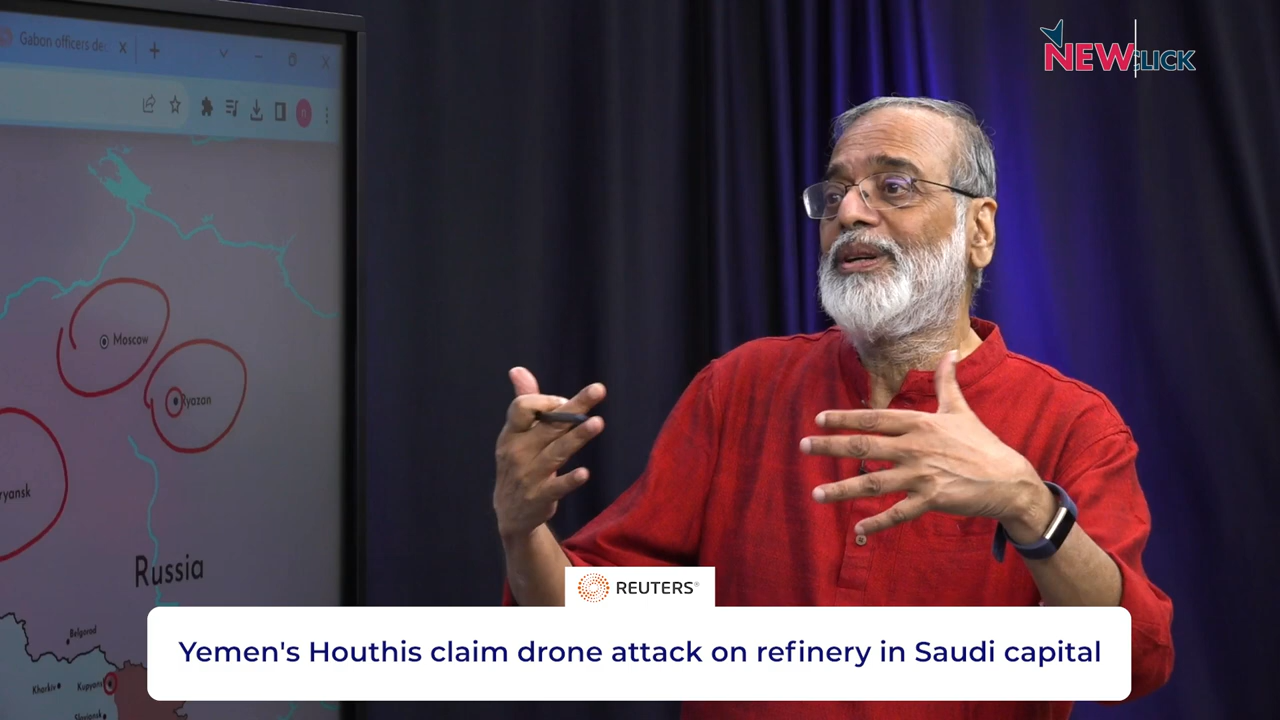 Gabon officers de
NEWSCLICK
Moscow
Ryazan
ryansk
Russia
Belgorod
Kharkiv
Kupyans
REUTERS
Yemen's Houthis claim drone attack on refinery in Saudi capital